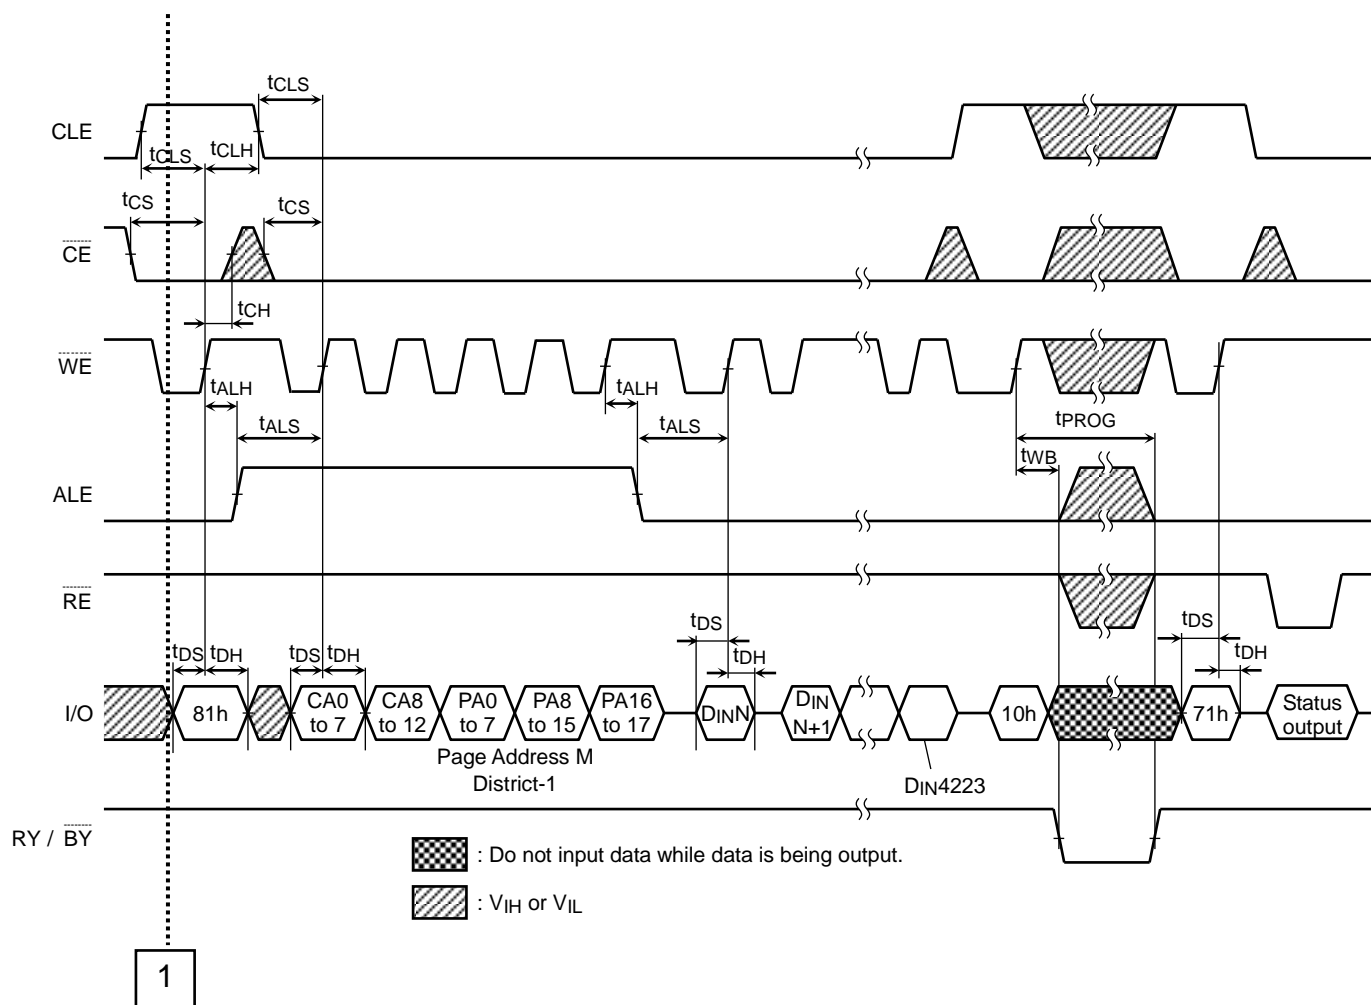 tCLS
CLE
tCLS
tCLH
tCS
tCS
CE
tCH
WE
tALH
tALH
tALS
tALS
tPROG
tWB
ALE
RE
tDS
tDH
tDS
tDH
tDS
tDH
tDS
tDH
I/O
81h
CA0
to 7
CA8
to 12
PA0
to 7
PA8
to 15
PA16
to 17
DINN
DIN
N+1
10h
71h
Status
output
Page Address M
District-1
DIN4223
RY / BY
: Do not input data while data is being output.
: VIH or VIL
1